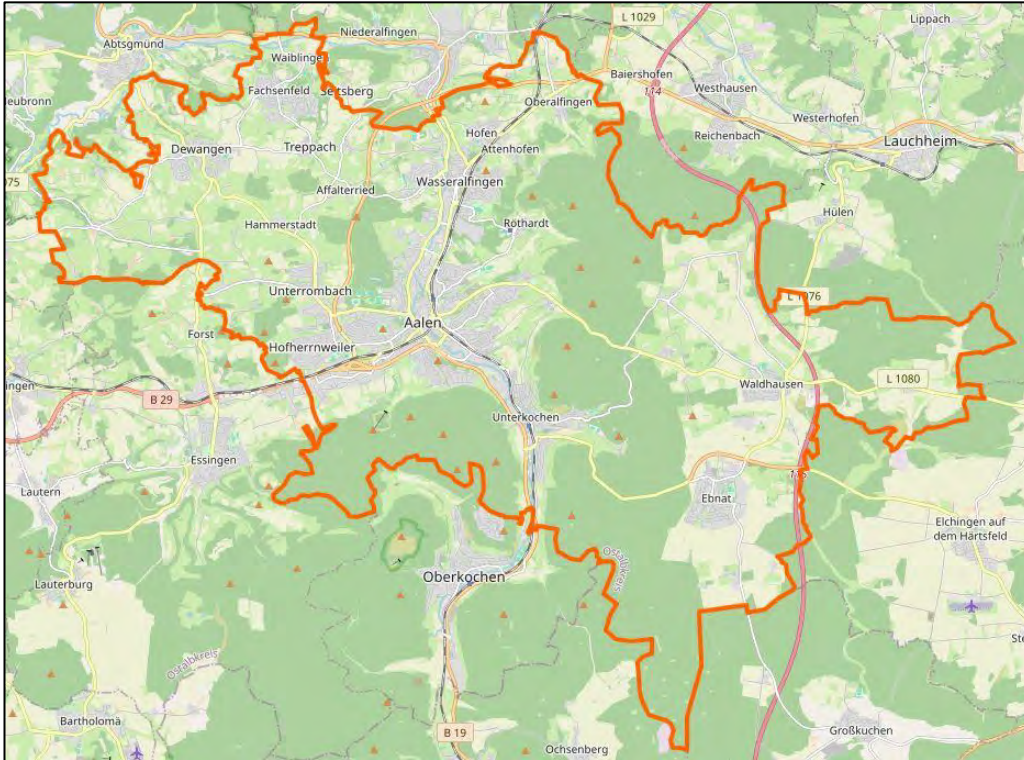 L 1029
Lippach
Niederalfingen
Abtsgmund
Waiblingen
Baiershofen
Fachsenfeld
114
Westhausen
Oberalfingen
Westerhofen
Hofen
Reichenbach
Lauchheim
Dewangen
Treppach
Attenhofen
Wasseralfingen
Affalterried
Röthardt
Hülen
Hammerstadt
Unterrombach
L 1076
Aalen
Forst
Hofherrnweiler
L 1080
Waldhausen
B 29
Unterkochen
Essingen
Lautern
Ebnat
Elchingen auf
dem Härtsfeld
Ostalbkreis
Oberkochen
Lauterburg
Ostalbkreis
Bartholomä
B 19
Großkuchen
Ochsenberg